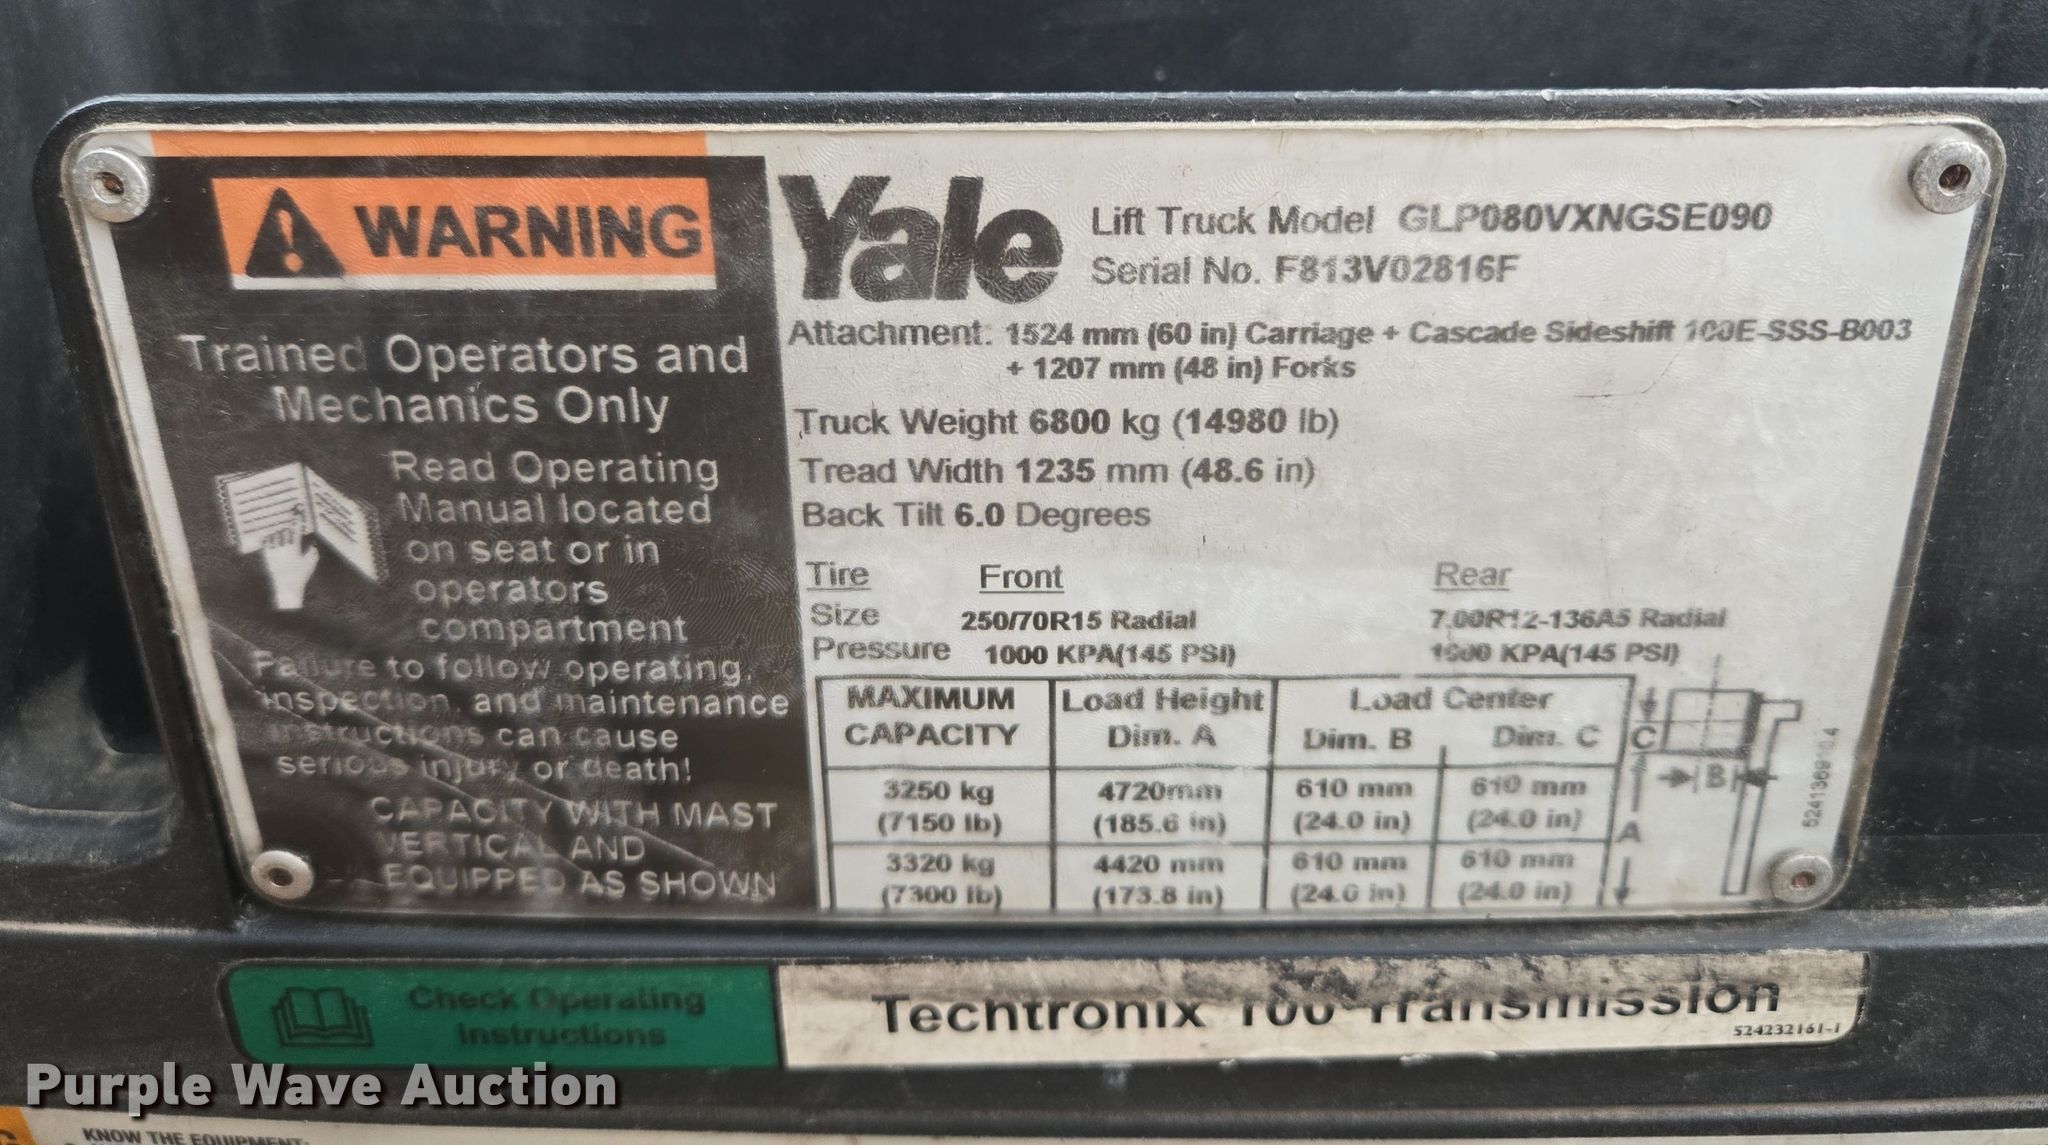 WARNING
Trained Operators and
Mechanics Only
Read Operating
Manual located
on seat or in
operators
compartment
Failure to follow operating,
inspection, and maintenance
instructions can cause
serious injury or death!
CAPACITY WITH MAST
VERTICAL AND
EQUIPPED AS SHOWN
Yale
Lift Truck Model GLP080VXNGSE090
Serial No. F813V02816F
Attachment: 1524 mm (60 in) Carriage + Cascade Sideshift 100E-SSS-B003
+ 1207 mm (48 in) Forks
Truck Weight 6800 kg (14980 lb)
Tread Width 1235 mm (48.6 in)
Back Tilt 6.0 Degrees
Tire Front Rear
Size 250/70R15 Radial 7.00R12-136A5 Radial
Pressure 1000 KPA(145 PSI) 1000 KPA(145 PSI)
MAXIMUM Load Height Load Center
CAPACITY Dim. A Dim. B Dim. C
3250 kg 4720mm 610 mm 610 mm
(7150 lb) (185.6 in) (24.0 in) (24.0 in)
3320 kg 4420 mm 610 mm 610 mm
(7300 lb) (173.8 in) (24.0 in) (24.0 in)
C
B
A
Check Operating
Instructions
Techtronix 100 Transmission
524232161-1
Purple Wave Auction
KNOW THE EQUIPMENT: